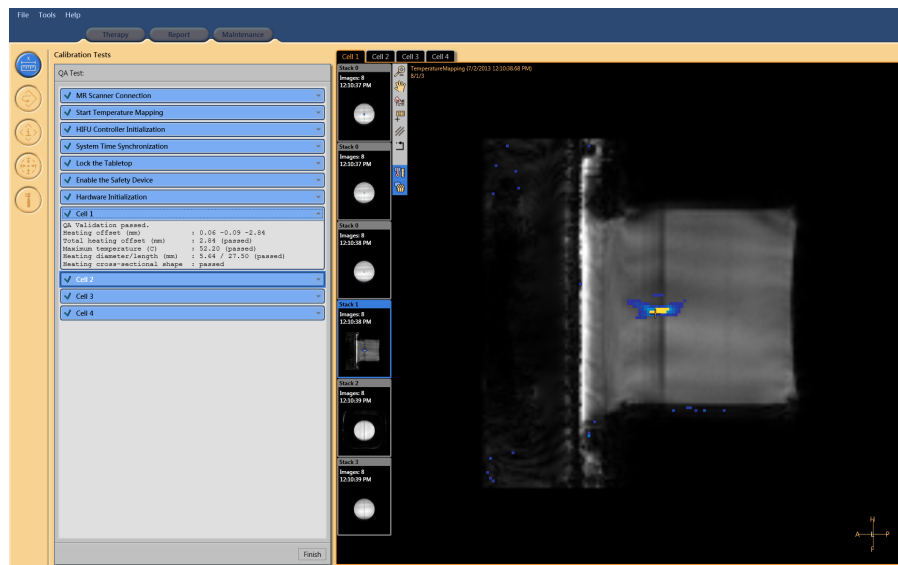 File Tools Help
Therapy Report Maintenance
Calibration Tests
QA Test:
MR Scanner Connection
Start Temperature Mapping
HIFU Controller Initialization
System Time Synchronization
Lock the Tabletop
Enable the Safety Device
Hardware Initialization
Cell 1
QA Validation passed.
Heating offset (mm) : 0.06 -0.09 -2.84
Total heating offset (mm) : 2.84 (passed)
Maximum temperature (C) : 52.20 (passed)
Heating diameter/length (mm) : 5.64 / 27.50 (passed)
Heating cross-sectional shape : passed
Cell 2
Cell 3
Cell 4
Finish
Cell 1 Cell 2 Cell 3 Cell 4
Stack 0
Images: 8
12:10:37 PM
Stack 0
Images: 8
12:10:37 PM
Stack 0
Images: 8
12:10:38 PM
Stack 1
Images: 8
12:10:38 PM
Stack 2
Images: 8
12:10:39 PM
Stack 3
Images: 8
12:10:39 PM
TemperatureMapping (7/2/2013 12:10:38.68 PM)
8/1/3
H
A L P
F